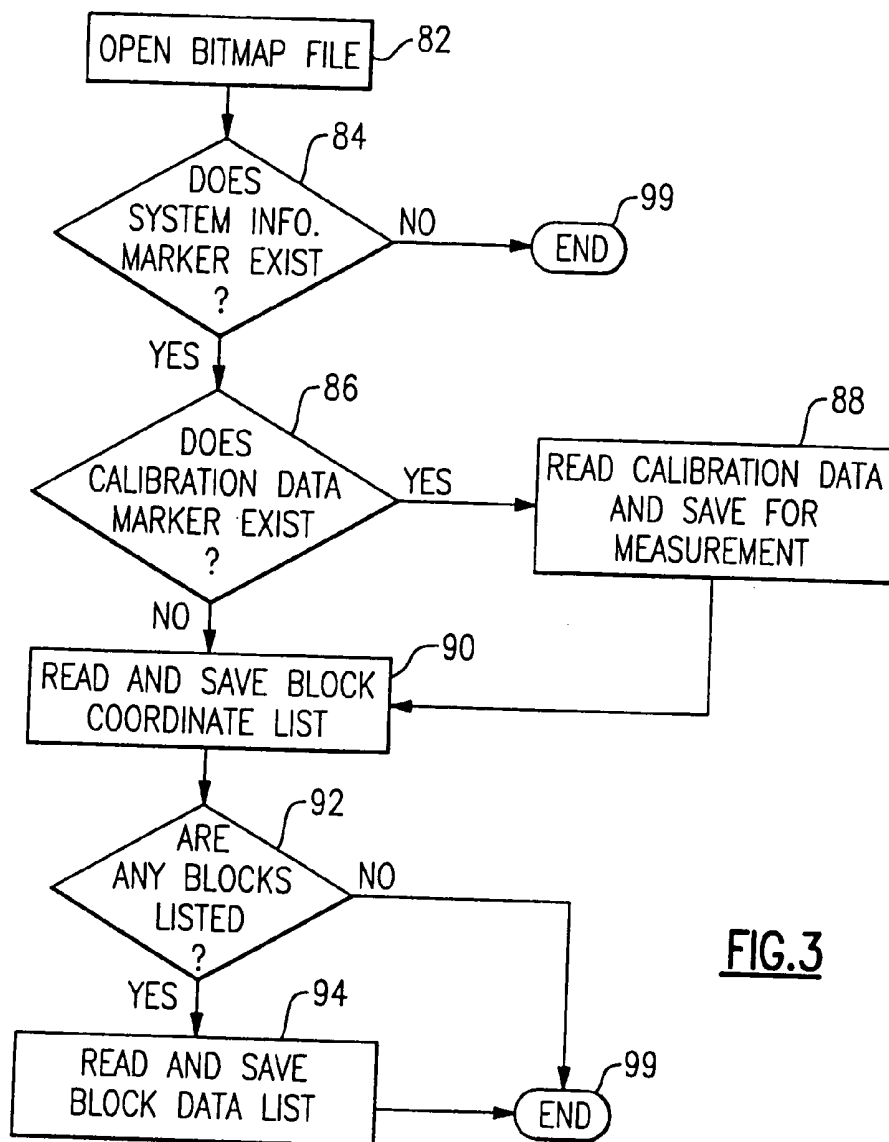 OPEN BITMAP FILE
82
84
DOES
SYSTEM INFO.
MARKER EXIST
?
NO
99
END
YES
86
DOES
CALIBRATION DATA
MARKER EXIST
?
YES
88
READ CALIBRATION DATA
AND SAVE FOR
MEASUREMENT
NO
90
READ AND SAVE BLOCK
COORDINATE LIST
92
ARE
ANY BLOCKS
LISTED
?
NO
FIG.3
YES
94
READ AND SAVE
BLOCK DATA LIST
99
END